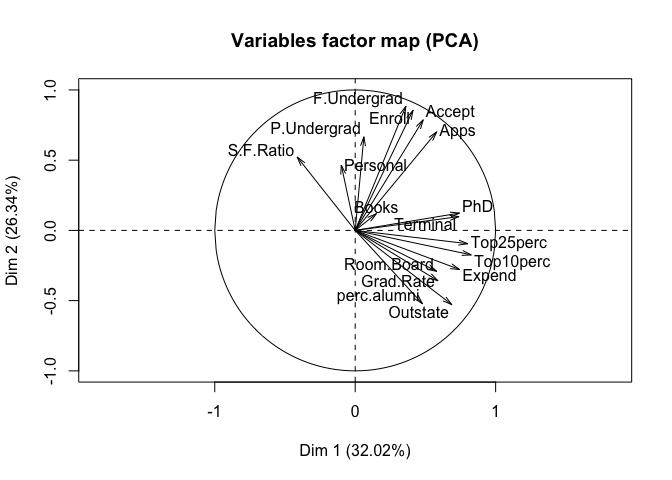 Variables factor map (PCA)
Dim 2 (26.34%)
1.0
0.5
0.0
-0.5
-1.0
F.Undergrad
Enroll
Accept
P.Undergrad
Apps
S.F.Ratio
Personal
Books
PhD
Terminal
Top25perc
Top10perc
Room.Board
Expend
Grad.Rate
perc.alumni
Outstate
-1
0
1
Dim 1 (32.02%)